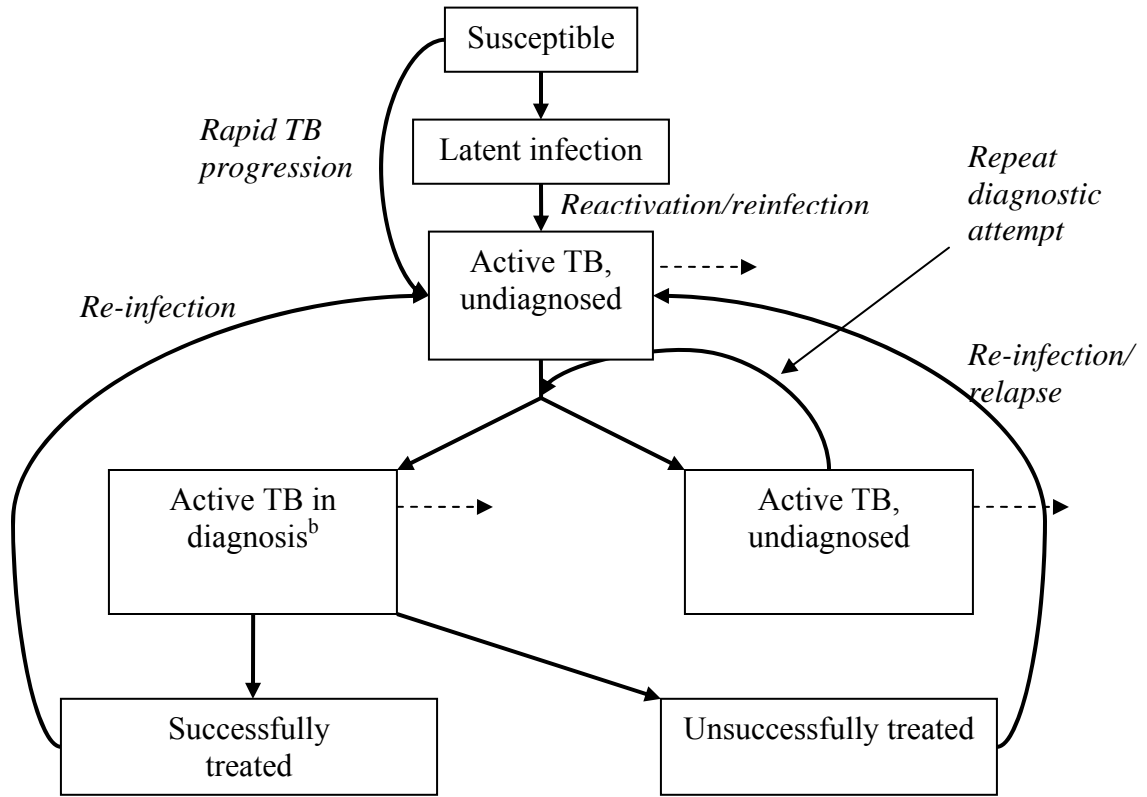 Susceptible
Rapid TB
progression
Latent infection
Repeat
diagnostic
attempt
Reactivation/reinfection
Active TB,
undiagnosed
Re-infection
Re-infection/
relapse
Active TB in
diagnosisᵇ
Active TB,
undiagnosed
Successfully
treated
Unsuccessfully treated